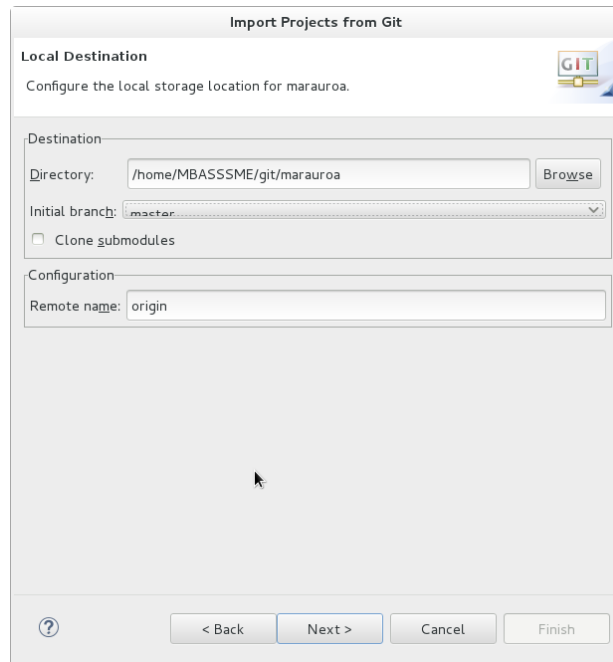 Import Projects from Git
Local Destination
Configure the local storage location for marauroa.
GIT
Destination
Directory: /home/MBASSSME/git/marauroa Browse
Initial branch: master
Clone submodules
Configuration
Remote name: origin
? < Back Next > Cancel Finish